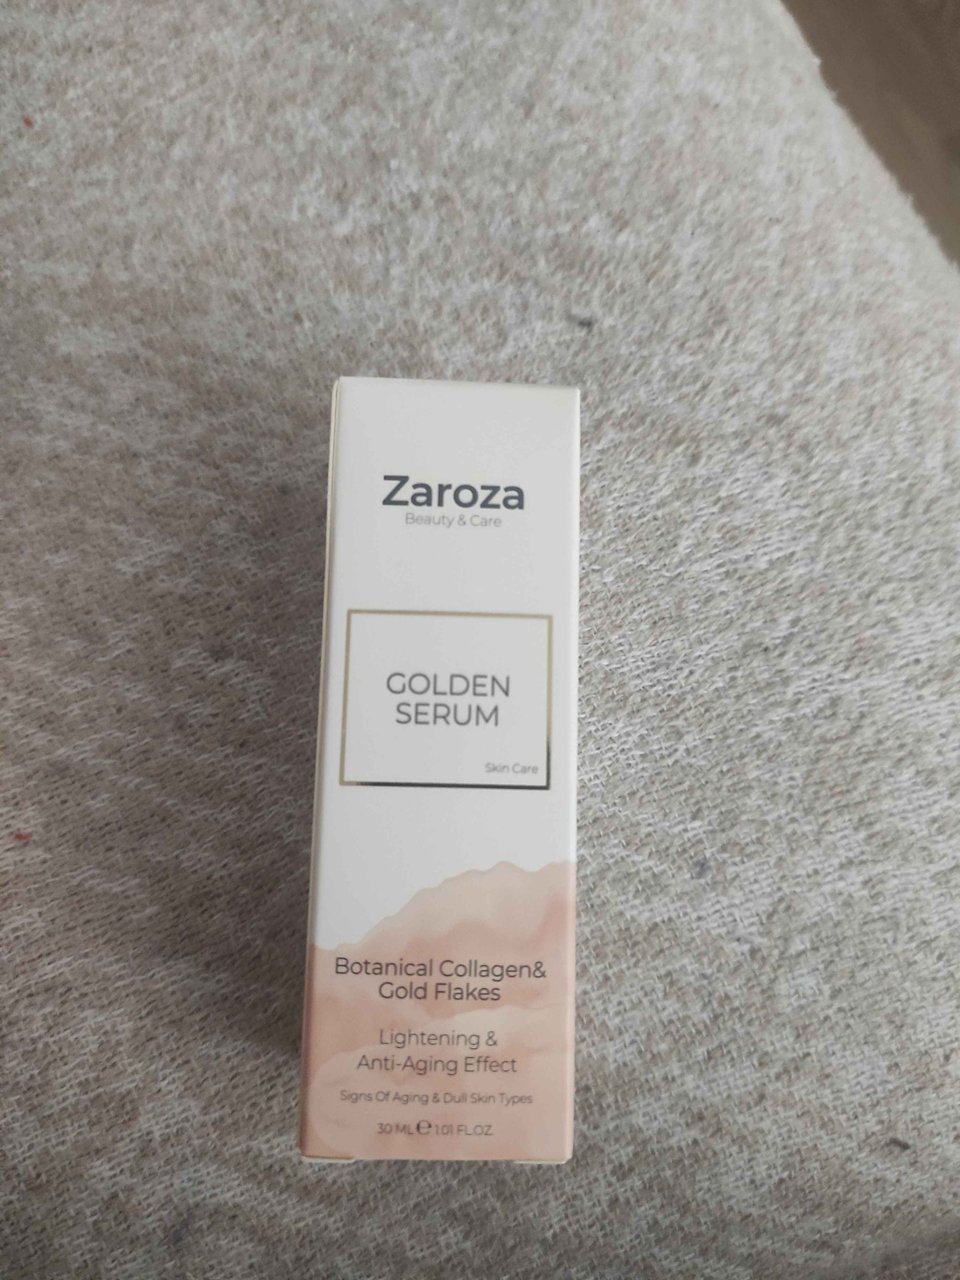 Zaroza
Beauty & Care
GOLDEN
SERUM
Skin Care
Botanical Collagen&
Gold Flakes
Lightening &
Anti-Aging Effect
Signs Of Aging & Dull Skin Types
30 ML ℮ 1.01 FL.OZ.